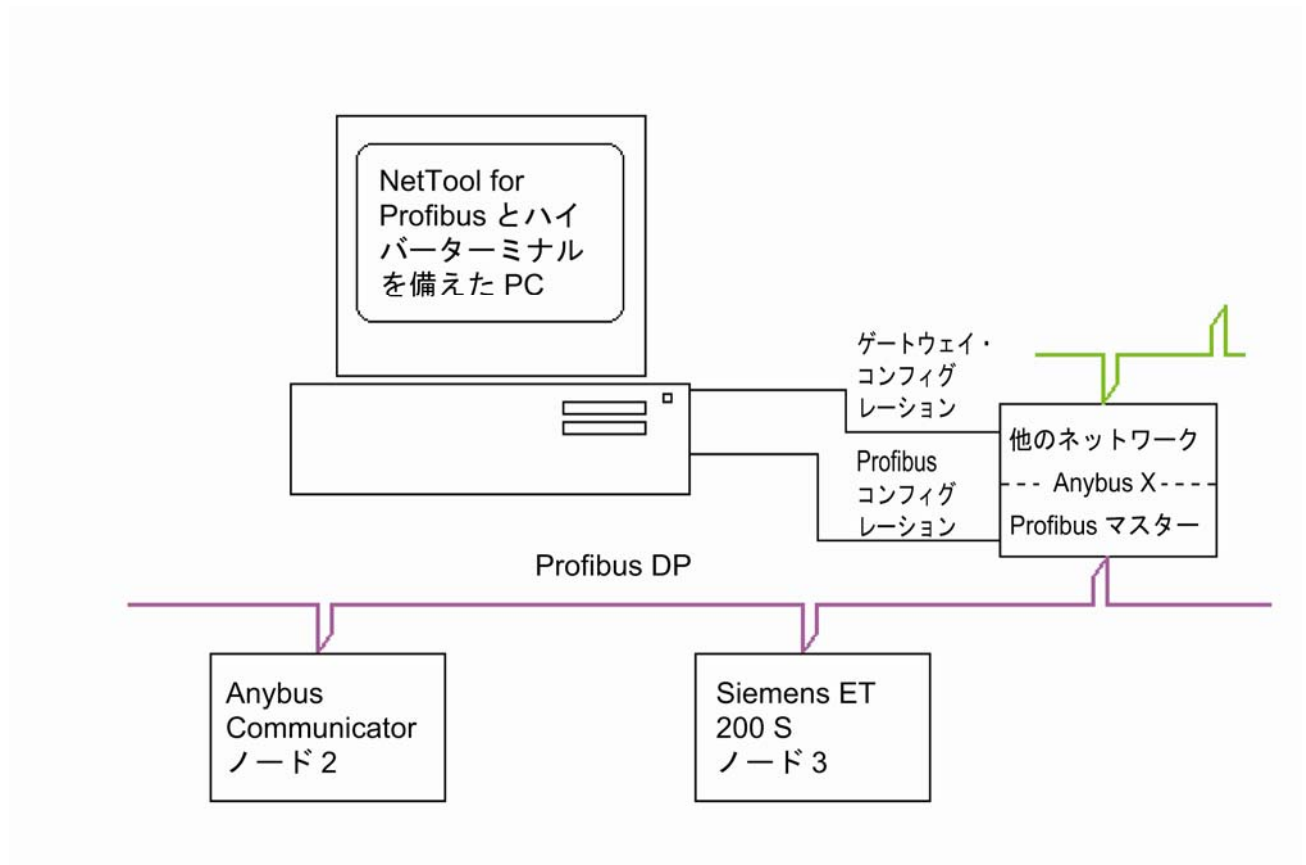 NetTool for
Profibus とハイ
バーターミナル
を備えた PC
ゲートウェイ・
コンフィグ
レーション
Profibus
コンフィグ
レーション
他のネットワーク
Anybus X
Profibus マスター
Profibus DP
Anybus
Communicator
ノード 2
Siemens ET
200 S
ノード 3